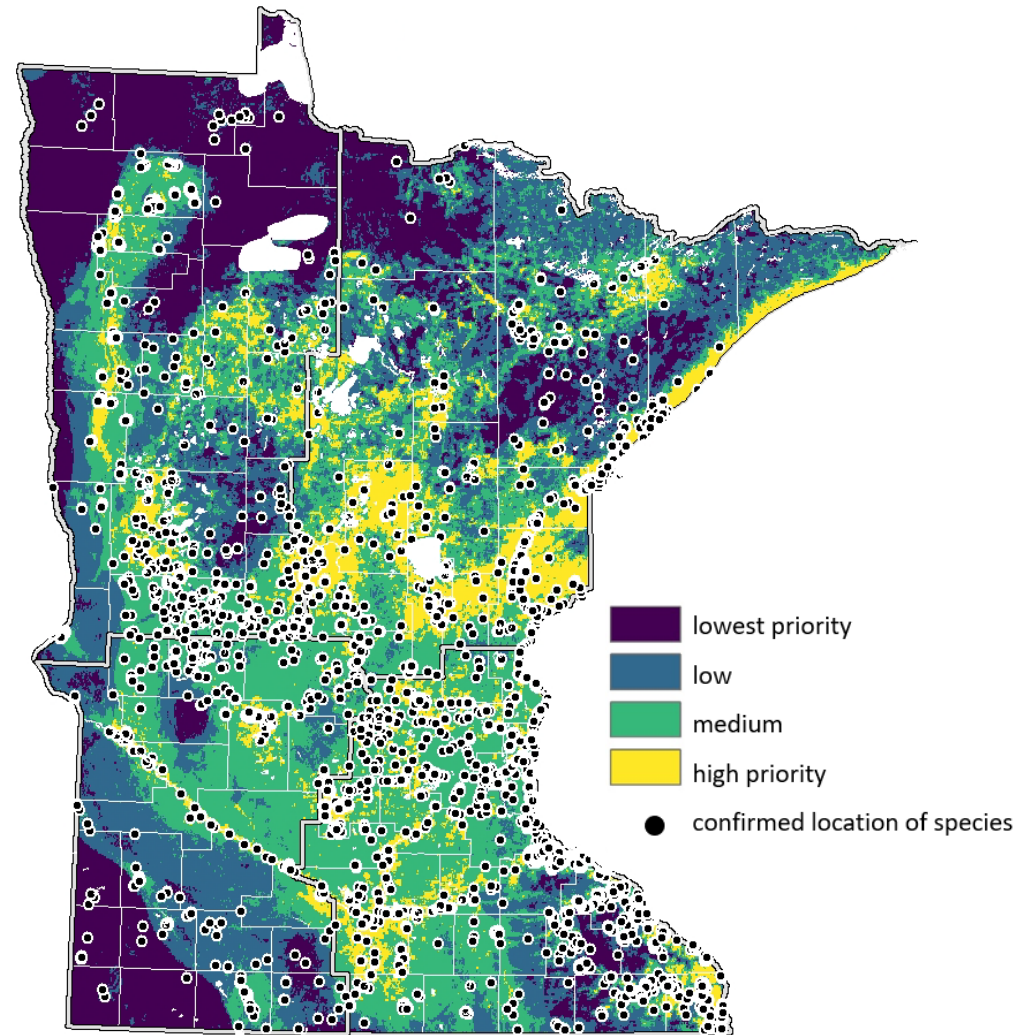 lowest priority
low
medium
high priority
confirmed location of species